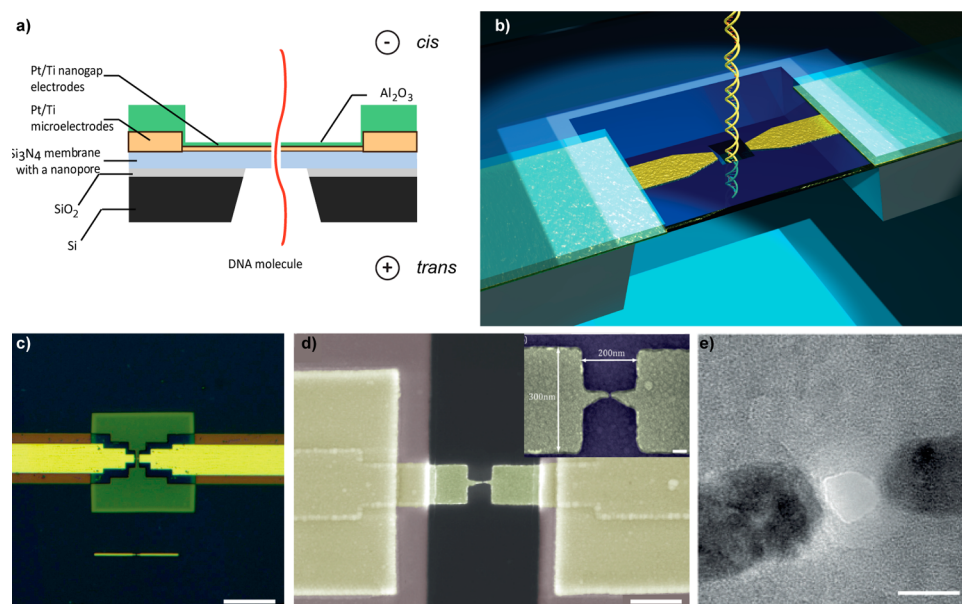 a)
- cis
Pt/Ti nanogap
electrodes
Al2O3
Pt/Ti
microelectrodes
Si3N4 membrane
with a nanopore
SiO2
Si
DNA molecule
+ trans
b)
c)
d)
200nm
300nm
e)